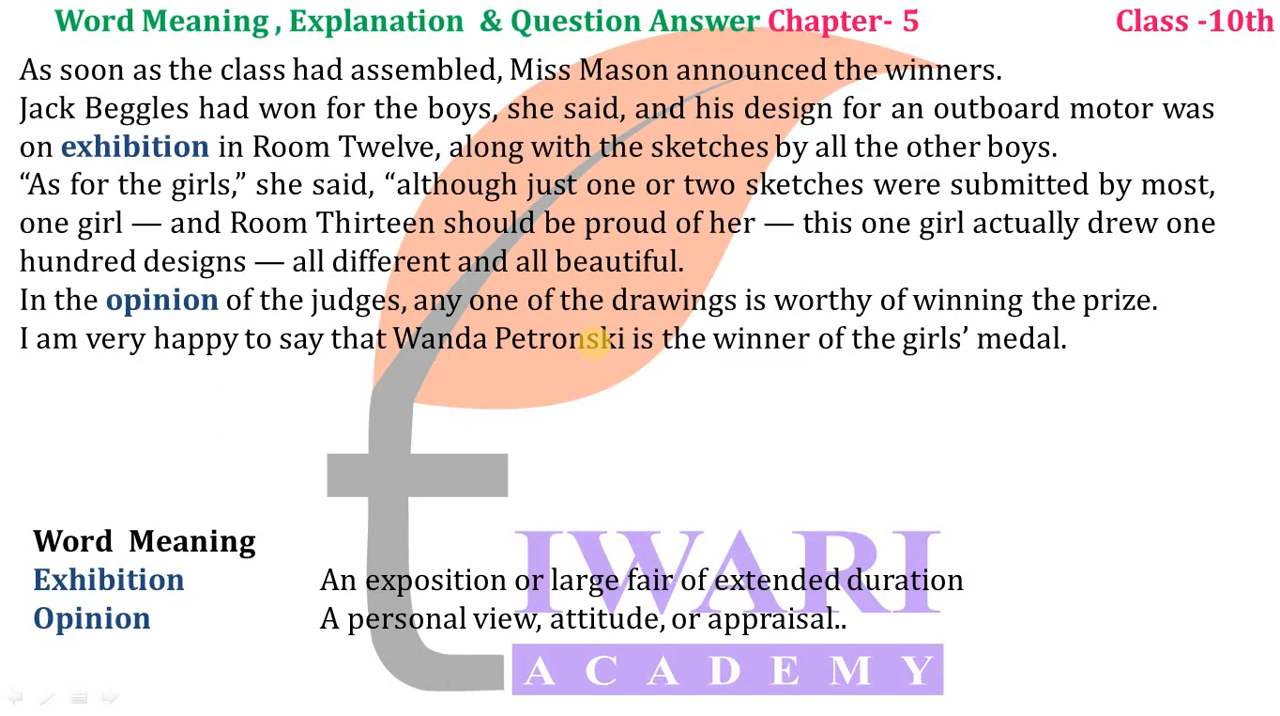 Word Meaning , Explanation & Question Answer Chapter- 5 Class -10th
As soon as the class had assembled, Miss Mason announced the winners.
Jack Beggles had won for the boys, she said, and his design for an outboard motor was
on exhibition in Room Twelve, along with the sketches by all the other boys.
“As for the girls,” she said, “although just one or two sketches were submitted by most,
one girl — and Room Thirteen should be proud of her — this one girl actually drew one
hundred designs — all different and all beautiful.
In the opinion of the judges, any one of the drawings is worthy of winning the prize.
I am very happy to say that Wanda Petronski is the winner of the girls’ medal.
Word Meaning
Exhibition An exposition or large fair of extended duration
Opinion A personal view, attitude, or appraisal..
tIWARI
ACADEMY